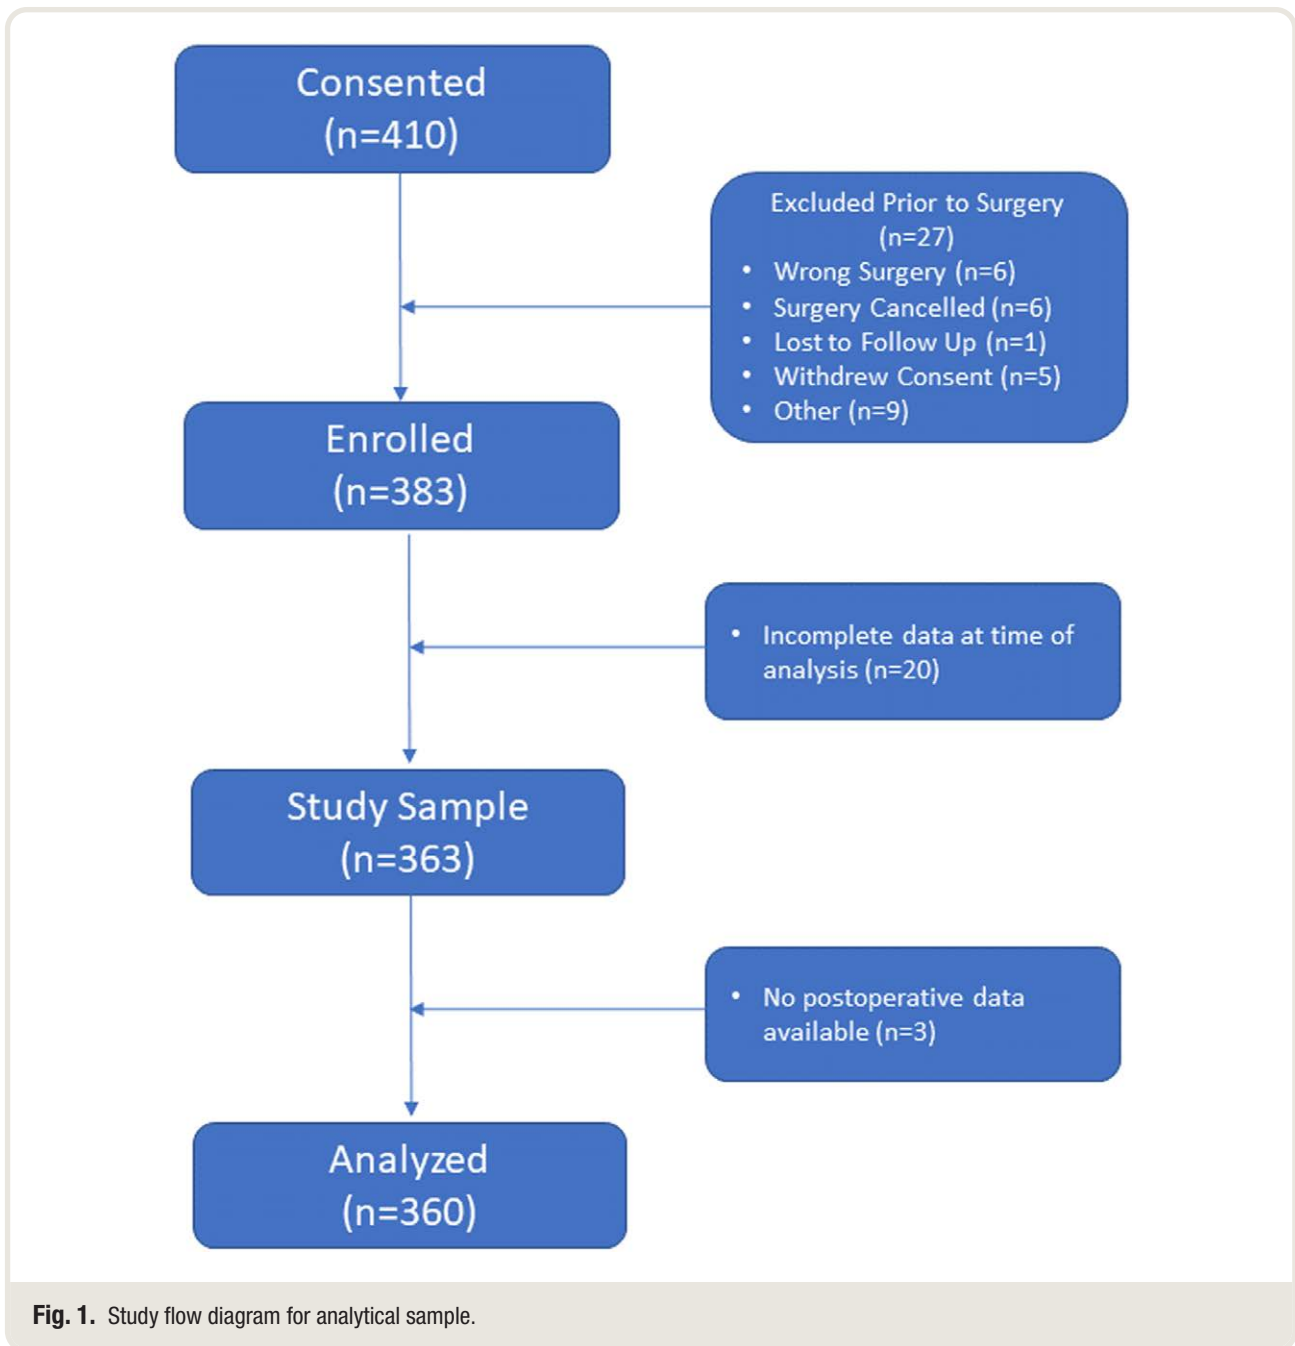 Consented
(n=410)
Excluded Prior to Surgery
(n=27)
• Wrong Surgery (n=6)
• Surgery Cancelled (n=6)
• Lost to Follow Up (n=1)
• Withdrew Consent (n=5)
• Other (n=9)
Enrolled
(n=383)
• Incomplete data at time of
analysis (n=20)
Study Sample
(n=363)
• No postoperative data
available (n=3)
Analyzed
(n=360)
Fig. 1. Study flow diagram for analytical sample.